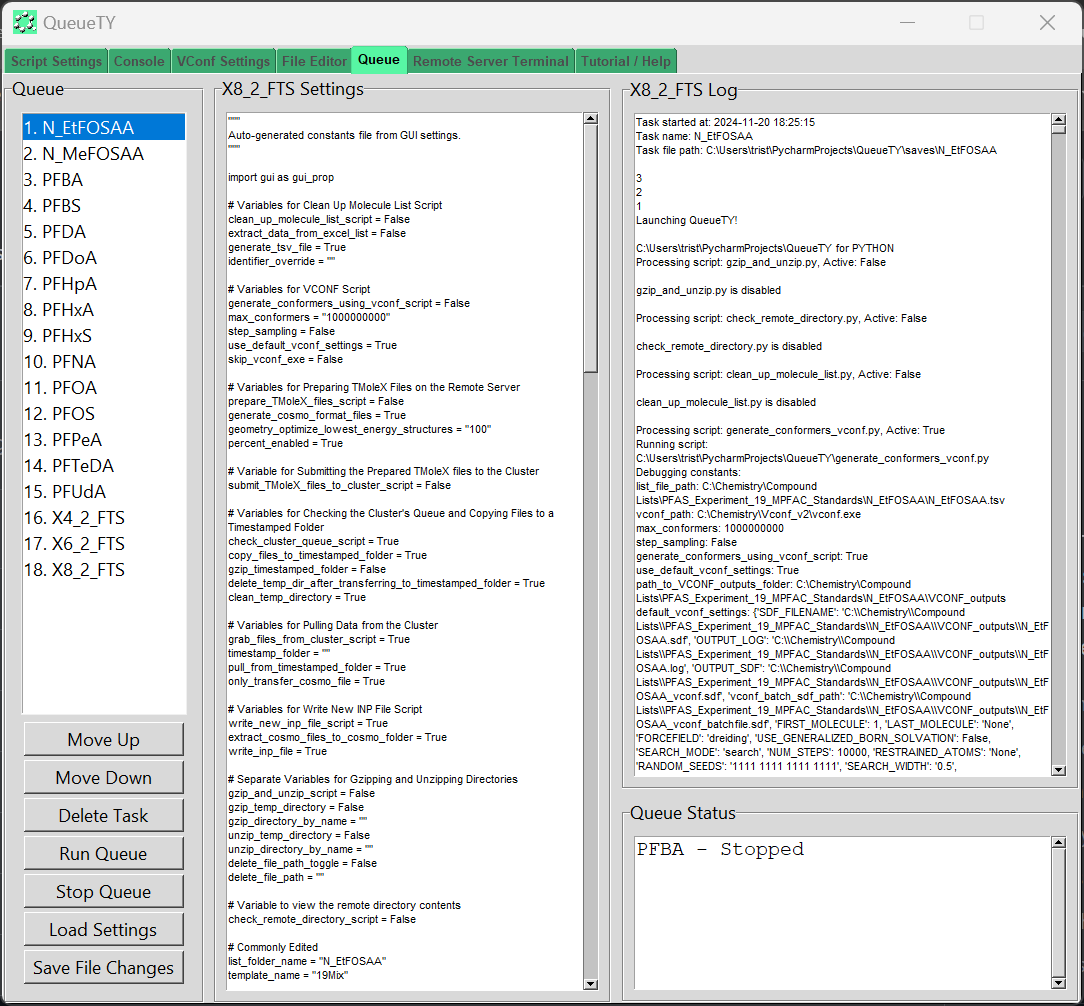 QueueTY
Script Settings
Console
VConf Settings
File Editor
Queue
Remote Server Terminal
Tutorial / Help
Queue
1. N_EtFOSAA
2. N_MeFOSAA
3. PFBA
4. PFBS
5. PFDA
6. PFDoA
7. PFHpA
8. PFHxA
9. PFHxS
10. PFNA
11. PFOA
12. PFOS
13. PFPeA
14. PFTeDA
15. PFUdA
16. X4_2_FTS
17. X6_2_FTS
18. X8_2_FTS
Move Up
Move Down
Delete Task
Run Queue
Stop Queue
Load Settings
Save File Changes
X8_2_FTS Settings
"""
Auto-generated constants file from GUI settings.
"""
import gui as gui_prop
# Variables for Clean Up Molecule List Script
clean_up_molecule_list_script = False
extract_data_from_excel_list = False
generate_tsv_file = True
identifier_override = ""
# Variables for VCONF Script
generate_conformers_using_vconf_script = False
max_conformers = "1000000000"
step_sampling = False
use_default_vconf_settings = True
skip_vconf_exe = False
# Variables for Preparing TMoleX Files on the Remote Server
prepare_TMoleX_files_script = False
generate_cosmo_format_files = True
geometry_optimize_lowest_energy_structures = "100"
percent_enabled = True
# Variable for Submitting the Prepared TMoleX files to the Cluster
submit_TMoleX_files_to_cluster_script = False
# Variables for Checking the Cluster's Queue and Copying Files to a
Timestamped Folder
check_cluster_queue_script = True
copy_files_to_timestamped_folder = True
gzip_timestamped_folder = False
delete_temp_dir_after_transferring_to_timestamped_folder = True
clean_temp_directory = True
# Variables for Pulling Data from the Cluster
grab_files_from_cluster_script = True
timestamp_folder = ""
pull_from_timestamped_folder = True
only_transfer_cosmo_file = True
# Variables for Write New INP File Script
write_new_inp_file_script = True
extract_cosmo_files_to_cosmo_folder = True
write_inp_file = True
# Separate Variables for Gzipping and Unzipping Directories
gzip_and_unzip_script = False
gzip_temp_directory = False
gzip_directory_by_name = ""
unzip_temp_directory = False
unzip_directory_by_name = ""
delete_file_path_toggle = False
delete_file_path = ""
# Variable to view the remote directory contents
check_remote_directory_script = False
# Commonly Edited
list_folder_name = "N_EtFOSAA"
template_name = "19Mix"
X8_2_FTS Log
Task started at: 2024-11-20 18:25:15
Task name: N_EtFOSAA
Task file path: C:\Users\trist\PycharmProjects\QueueTY\saves\N_EtFOSAA
3
2
1
Launching QueueTY!
C:\Users\trist\PycharmProjects\QueueTY for PYTHON
Processing script: gzip_and_unzip.py, Active: False
gzip_and_unzip.py is disabled
Processing script: check_remote_directory.py, Active: False
check_remote_directory.py is disabled
Processing script: clean_up_molecule_list.py, Active: False
clean_up_molecule_list.py is disabled
Processing script: generate_conformers_vconf.py, Active: True
Running script:
C:\Users\trist\PycharmProjects\QueueTY\generate_conformers_vconf.py
Debugging constants:
list_file_path: C:\Chemistry\Compound
Lists\PFAS_Experiment_19_MPFAC_Standards\N_EtFOSAA\N_EtFOSAA.tsv
vconf_path: C:\Chemistry\Vconf_v2\vconf.exe
max_conformers: 1000000000
step_sampling: False
generate_conformers_using_vconf_script: True
use_default_vconf_settings: True
path_to_VCONF_outputs_folder: C:\Chemistry\Compound
Lists\PFAS_Experiment_19_MPFAC_Standards\N_EtFOSAA\VCONF_outputs
default_vconf_settings: {'SDF_FILENAME': 'C:\\Chemistry\\Compound
Lists\\PFAS_Experiment_19_MPFAC_Standards\\N_EtFOSAA\\VCONF_outputs\\N_EtF
OSAA.sdf', 'OUTPUT_LOG': 'C:\\Chemistry\\Compound
Lists\\PFAS_Experiment_19_MPFAC_Standards\\N_EtFOSAA\\VCONF_outputs\\N_EtF
OSAA.log', 'OUTPUT_SDF': 'C:\\Chemistry\\Compound
Lists\\PFAS_Experiment_19_MPFAC_Standards\\N_EtFOSAA\\VCONF_outputs\\N_EtF
OSAA_vconf.sdf', 'vconf_batch_sdf_path': 'C:\\Chemistry\\Compound
Lists\\PFAS_Experiment_19_MPFAC_Standards\\N_EtFOSAA\\VCONF_outputs\\N_EtF
OSAA_vconf_batchfile.sdf', 'FIRST_MOLECULE': 1, 'LAST_MOLECULE': 'None',
'FORCEFIELD': 'dreiding', 'USE_GENERALIZED_BORN_SOLVATION': False,
'SEARCH_MODE': 'search', 'NUM_STEPS': 10000, 'RESTRAINED_ATOMS': 'None',
'RANDOM_SEEDS': '1111 1111 1111 1111', 'SEARCH_WIDTH': '0.5',
Queue Status
PFBA - Stopped